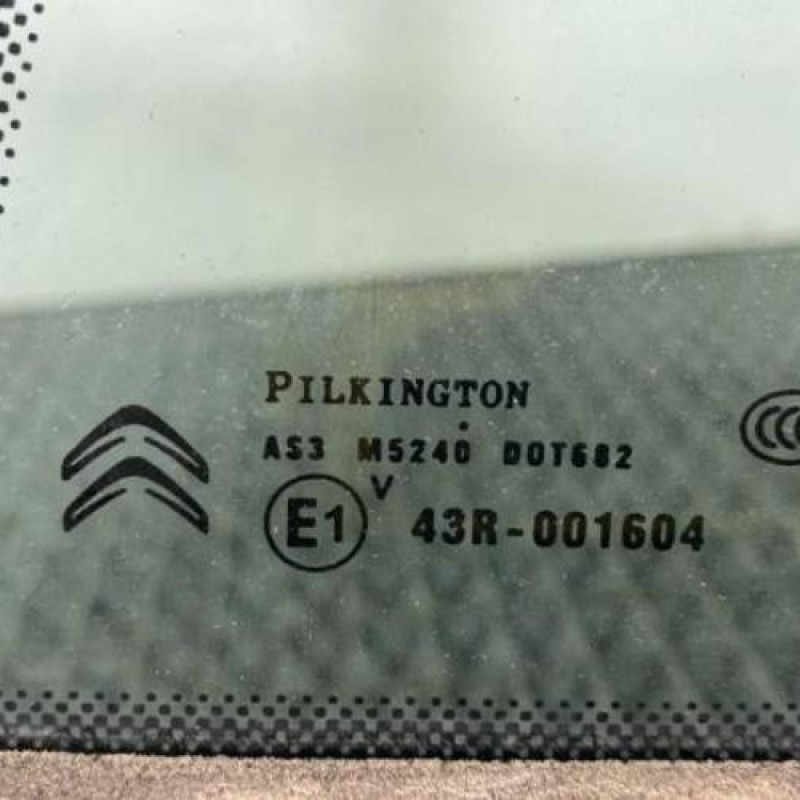 PILKINGTON
AS3 M5240 DOT682
E1 V 43R-001604